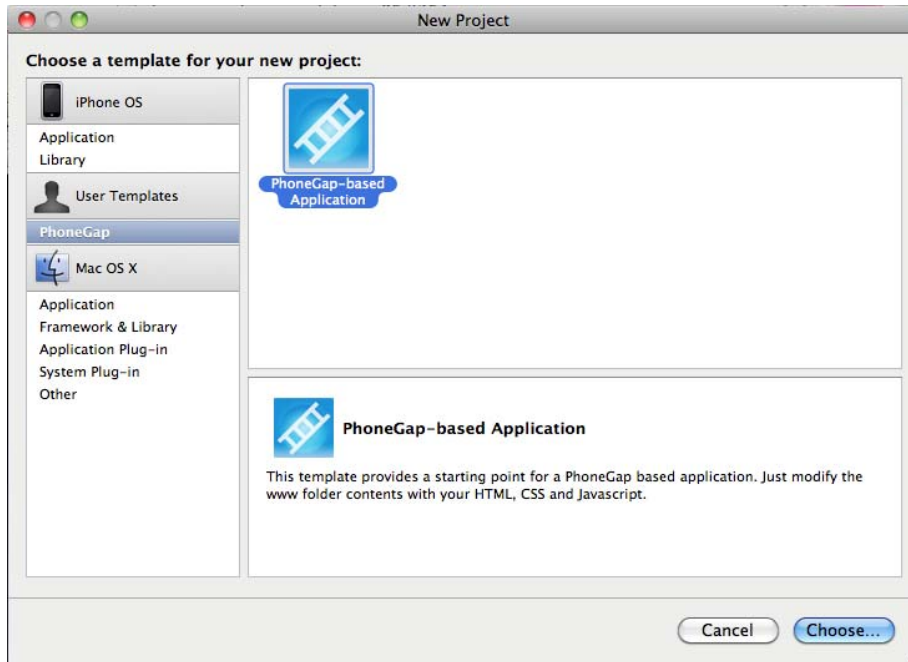 New Project
Choose a template for your new project:
iPhone OS
Application
Library
User Templates
PhoneGap
Mac OS X
Application
Framework & Library
Application Plug-in
System Plug-in
Other
PhoneGap-based
Application
PhoneGap-based Application
This template provides a starting point for a PhoneGap based application. Just modify the
www folder contents with your HTML, CSS and Javascript.
Cancel
Choose...